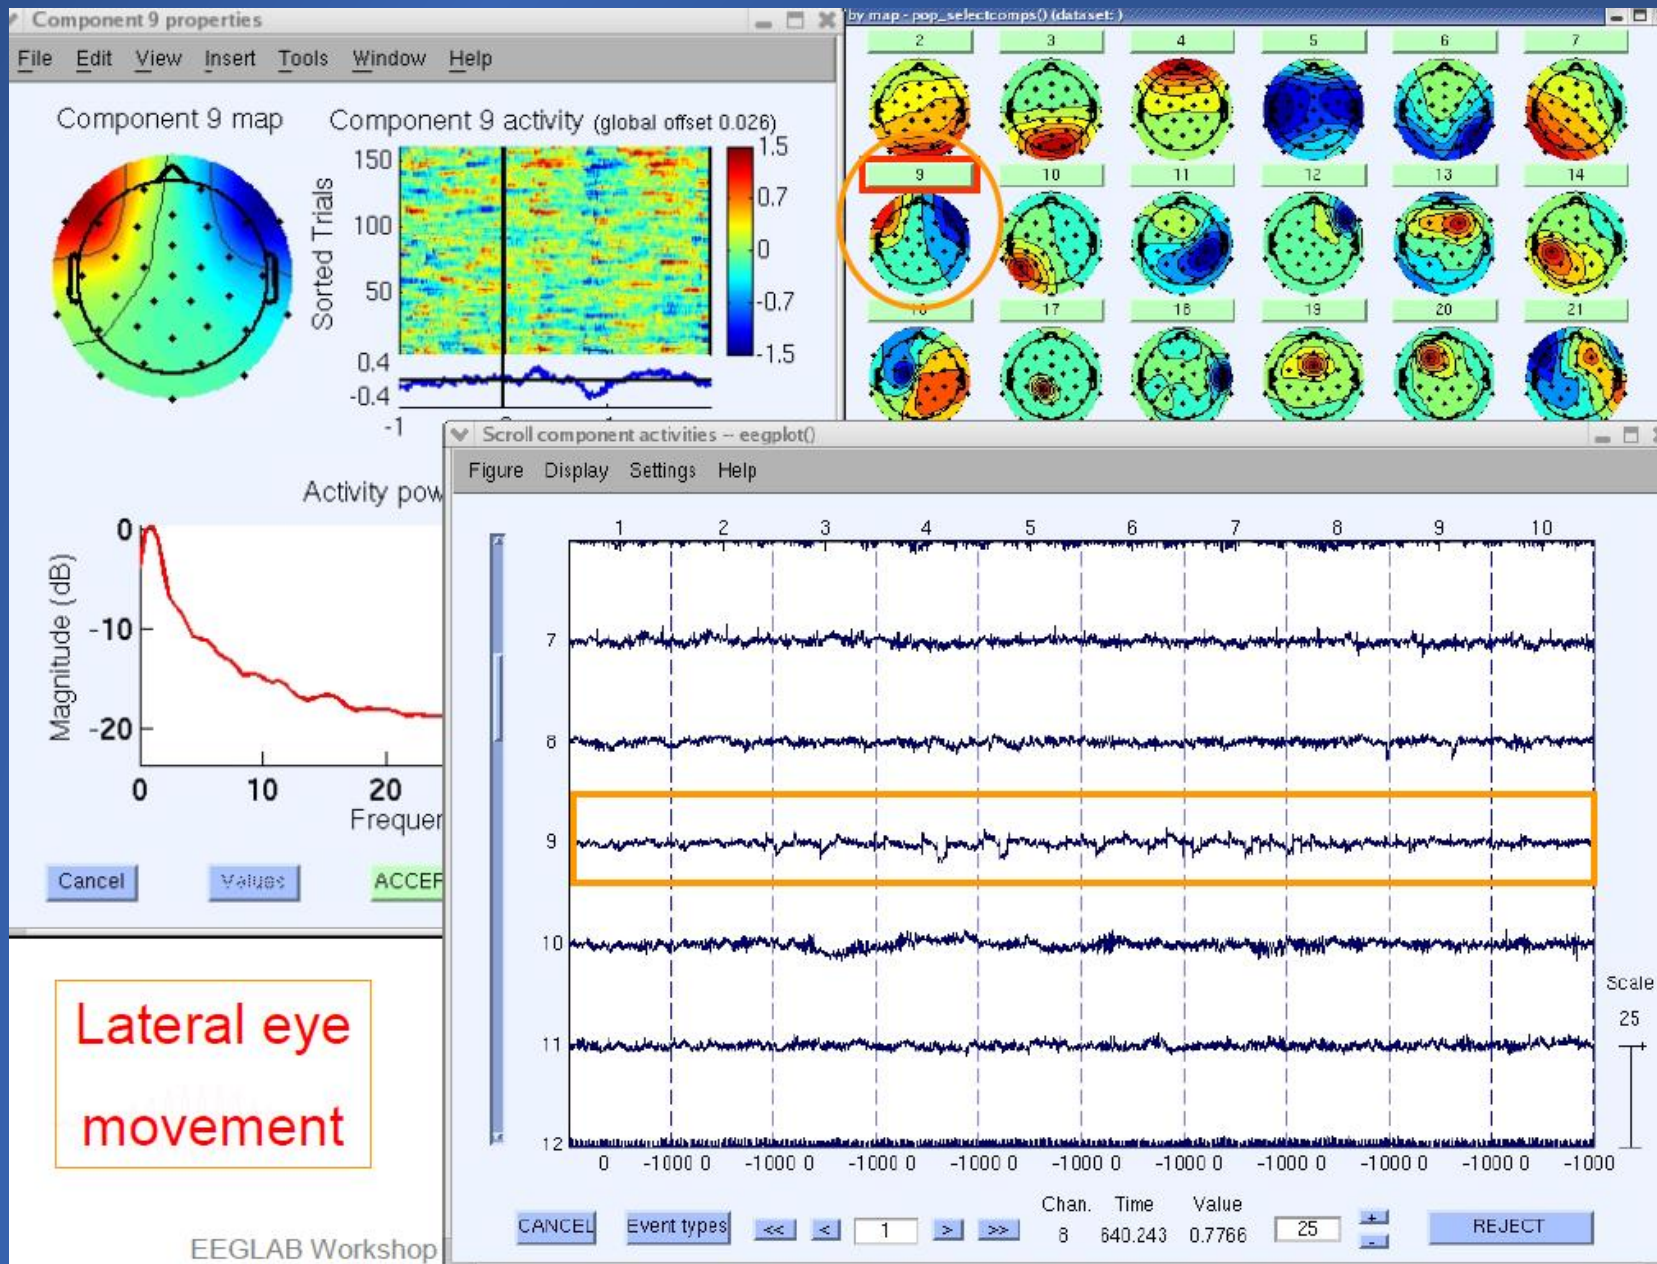 Component 9 properties
File Edit View Insert Tools Window Help
Component 9 map
Component 9 activity (global offset 0.026)
Sorted Trials
150
100
50
0.4
-0.4
-1
1.5
0.7
0
-0.7
-1.5
Activity pow
Magnitude (dB)
0
-10
-20
0 10 20
Frequer
Cancel Values ACCEP
by map - pop_selectcomps() (dataset: )
2 3 4 5 6 7
9 10 11 12 13 14
17 18 19 20 21
Scroll component activities -- eegplot()
Figure Display Settings Help
1 2 3 4 5 6 7 8 9 10
7
8
9
10
11
12
0 -1000 0 -1000 0 -1000 0 -1000 0 -1000 0 -1000 0 -1000 0 -1000 0 -1000 0 -1000
Scale
25
Chan. Time Value
8 640.243 0.7766
CANCEL Event types << < 1 > >> 25 + - REJECT
Lateral eye
movement
EEGLAB Workshop